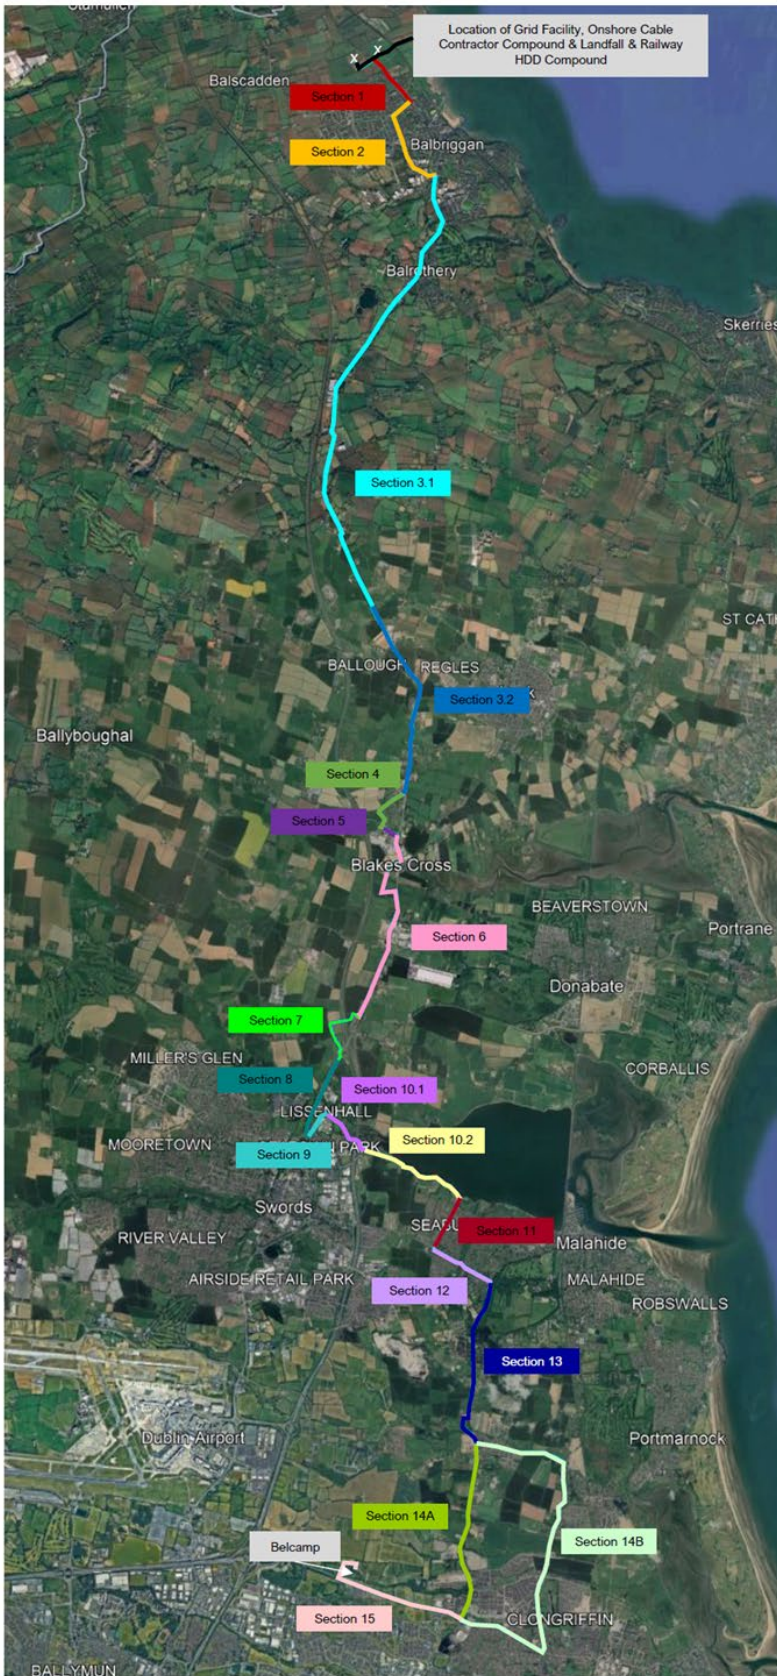 Location of Grid Facility, Onshore Cable
Contractor Compound & Landfall & Railway
HDD Compound
X
X
Balscadden
Section 1
Section 2
Balbriggan
Balrothery
Skerries
Section 3.1
BALLOUGH
REGLES
Section 3.2
Ballyboughal
Section 4
Section 5
Blakes Cross
BEAVERSTOWN
Portrane
Section 6
Donabate
Section 7
MILLER'S GLEN
CORBALLIS
Section 8
Section 10.1
LISSENHALL
MOORETOWN
PARK
Section 10.2
Section 9
Swords
Section 11
RIVER VALLEY
Malahide
AIRSIDE RETAIL PARK
MALAHIDE
Section 12
ROBSWALLS
Section 13
Dublin Airport
Portmarnock
Section 14A
Section 14B
Belcamp
Section 15
CLONGRIFFIN
BALLYMUN